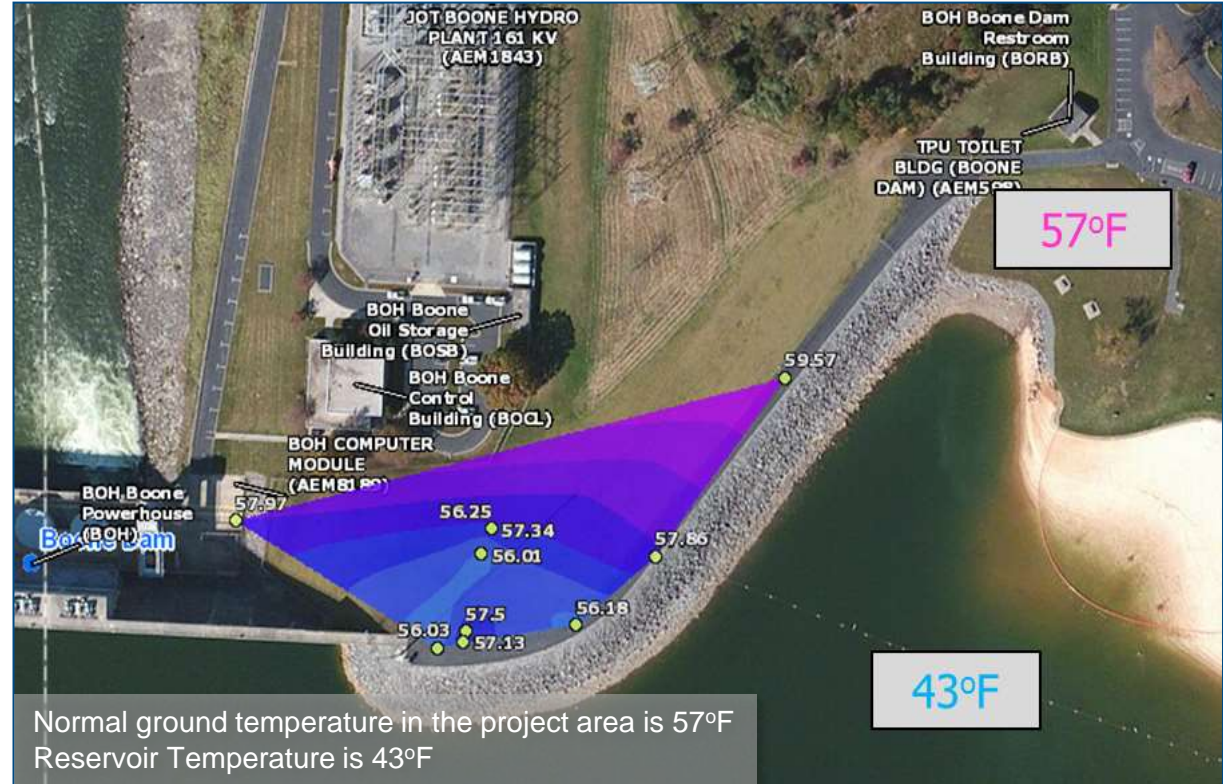 JOT BOONE HYDRO
PLANT 161 KV
(AEM1843)
BOH Boone Dam
Restroom
Building (BORB)
TPU TOILET
BLDG (BOONE
DAM) (AEM598)
57°F
BOH Boone
Oil Storage
Building (BOSB)
BOH Boone
Control
Building (BOCL)
59.57
BOH COMPUTER
MODULE
(AEM8189)
57.97
BOH Boone
Powerhouse
(BOH)
Boone Dam
56.25
57.34
56.01
57.86
57.5
56.18
56.03
57.13
43°F
Normal ground temperature in the project area is 57°F
Reservoir Temperature is 43°F